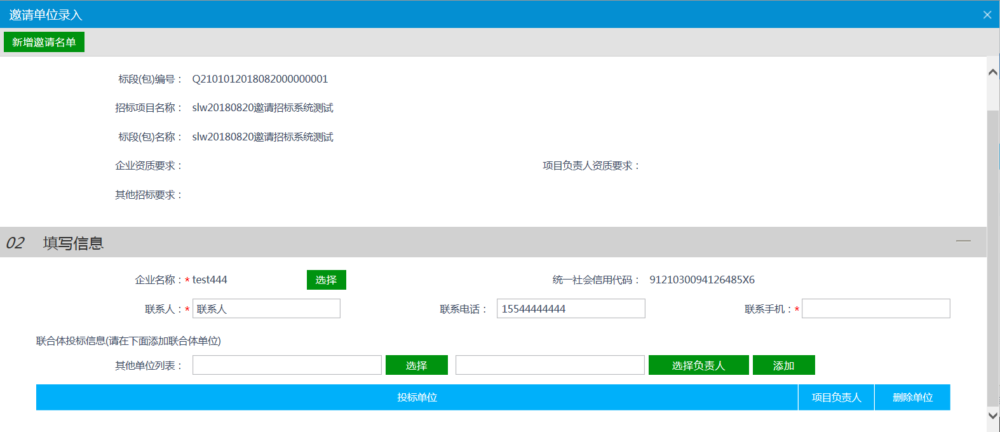 邀请单位录入
新增邀请名单
标段(包)编号： Q2101012018082000000001
招标项目名称： slw20180820邀请招标系统测试
标段(包)名称： slw20180820邀请招标系统测试
企业资质要求： 项目负责人资质要求：
其他招标要求：
02 填写信息
企业名称：* test444 选择 统一社会信用代码： 9121030094126485X6
联系人：* 联系人 联系电话： 15544444444 联系手机：*
联合体投标信息(请在下面添加联合体单位)
其他单位列表： 选择 选择负责人 添加
投标单位 项目负责人 删除单位